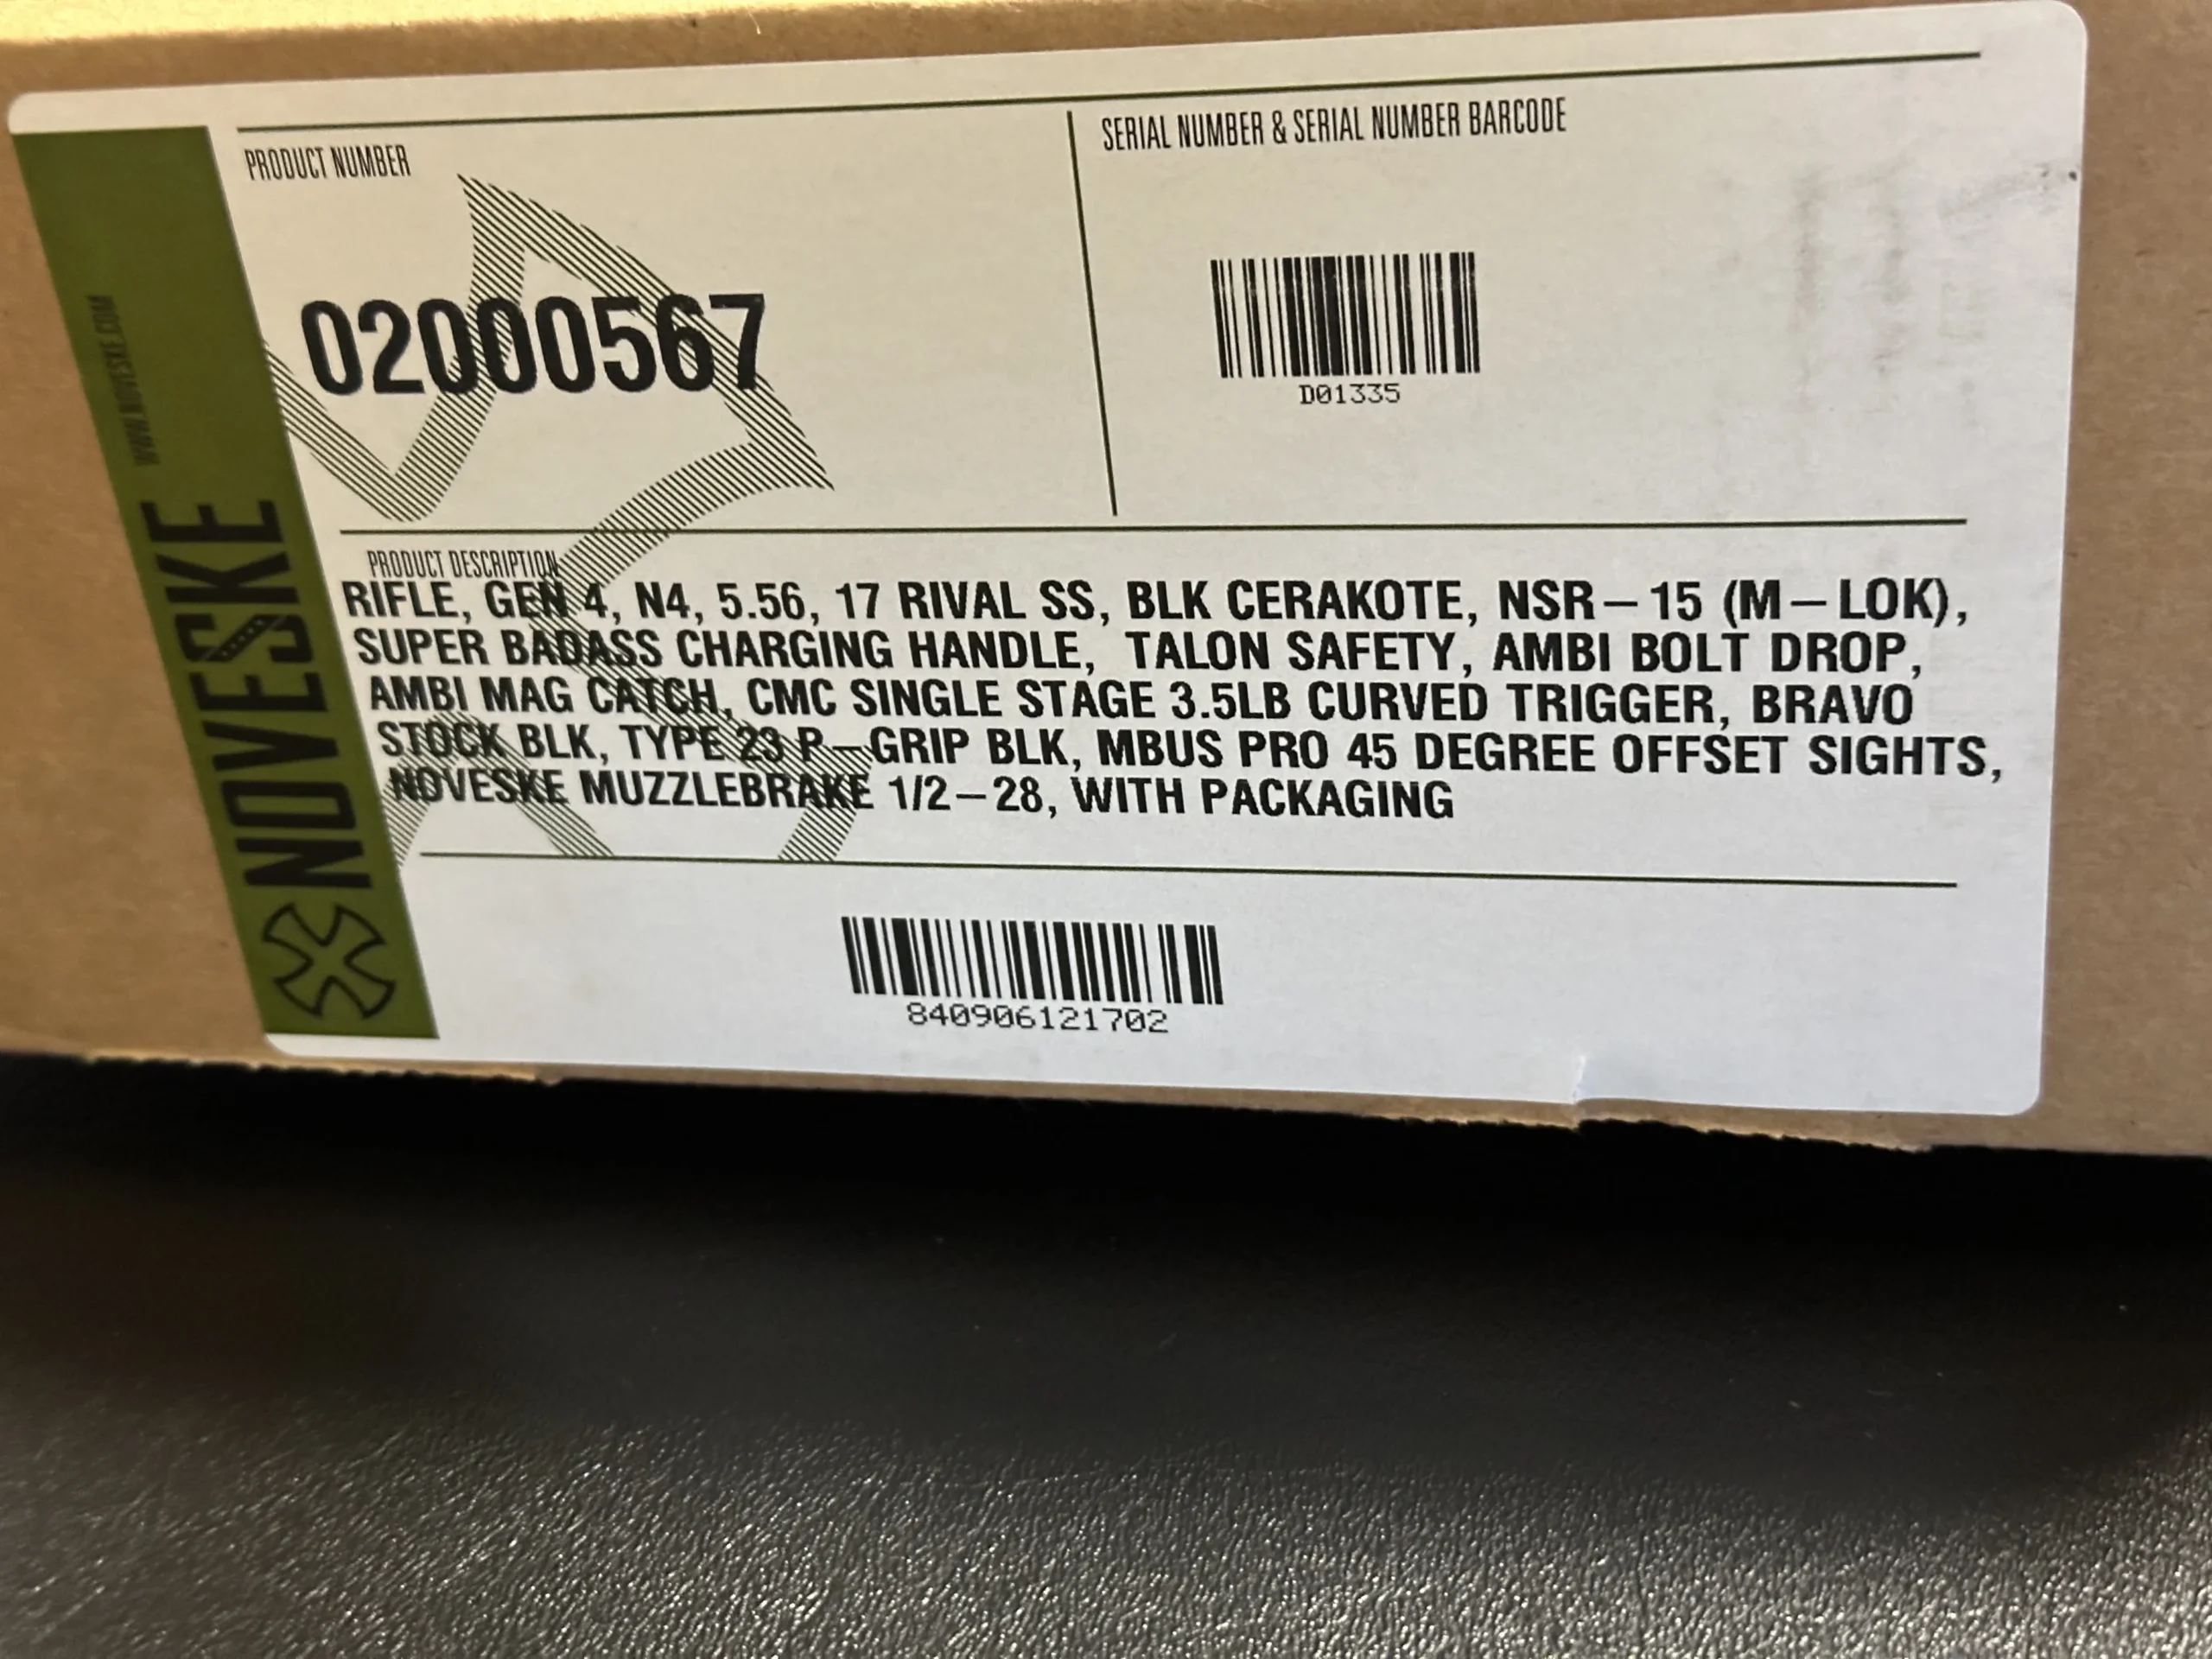 PRODUCT NUMBER
02000567
SERIAL NUMBER & SERIAL NUMBER BARCODE
D01335
PRODUCT DESCRIPTION
RIFLE, GEN 4, N4, 5.56, 17 RIVAL SS, BLK CERAKOTE, NSR-15 (M-LOK),
SUPER BADASS CHARGING HANDLE, TALON SAFETY, AMBI BOLT DROP,
AMBI MAG CATCH, CMC SINGLE STAGE 3.5LB CURVED TRIGGER, BRAVO
STOCK BLK, TYPE 23 P-GRIP BLK, MBUS PRO 45 DEGREE OFFSET SIGHTS,
NOVESKE MUZZLEBRAKE 1/2-28, WITH PACKAGING
840906121702
NOVESKE
WWW.NOVESKE.COM